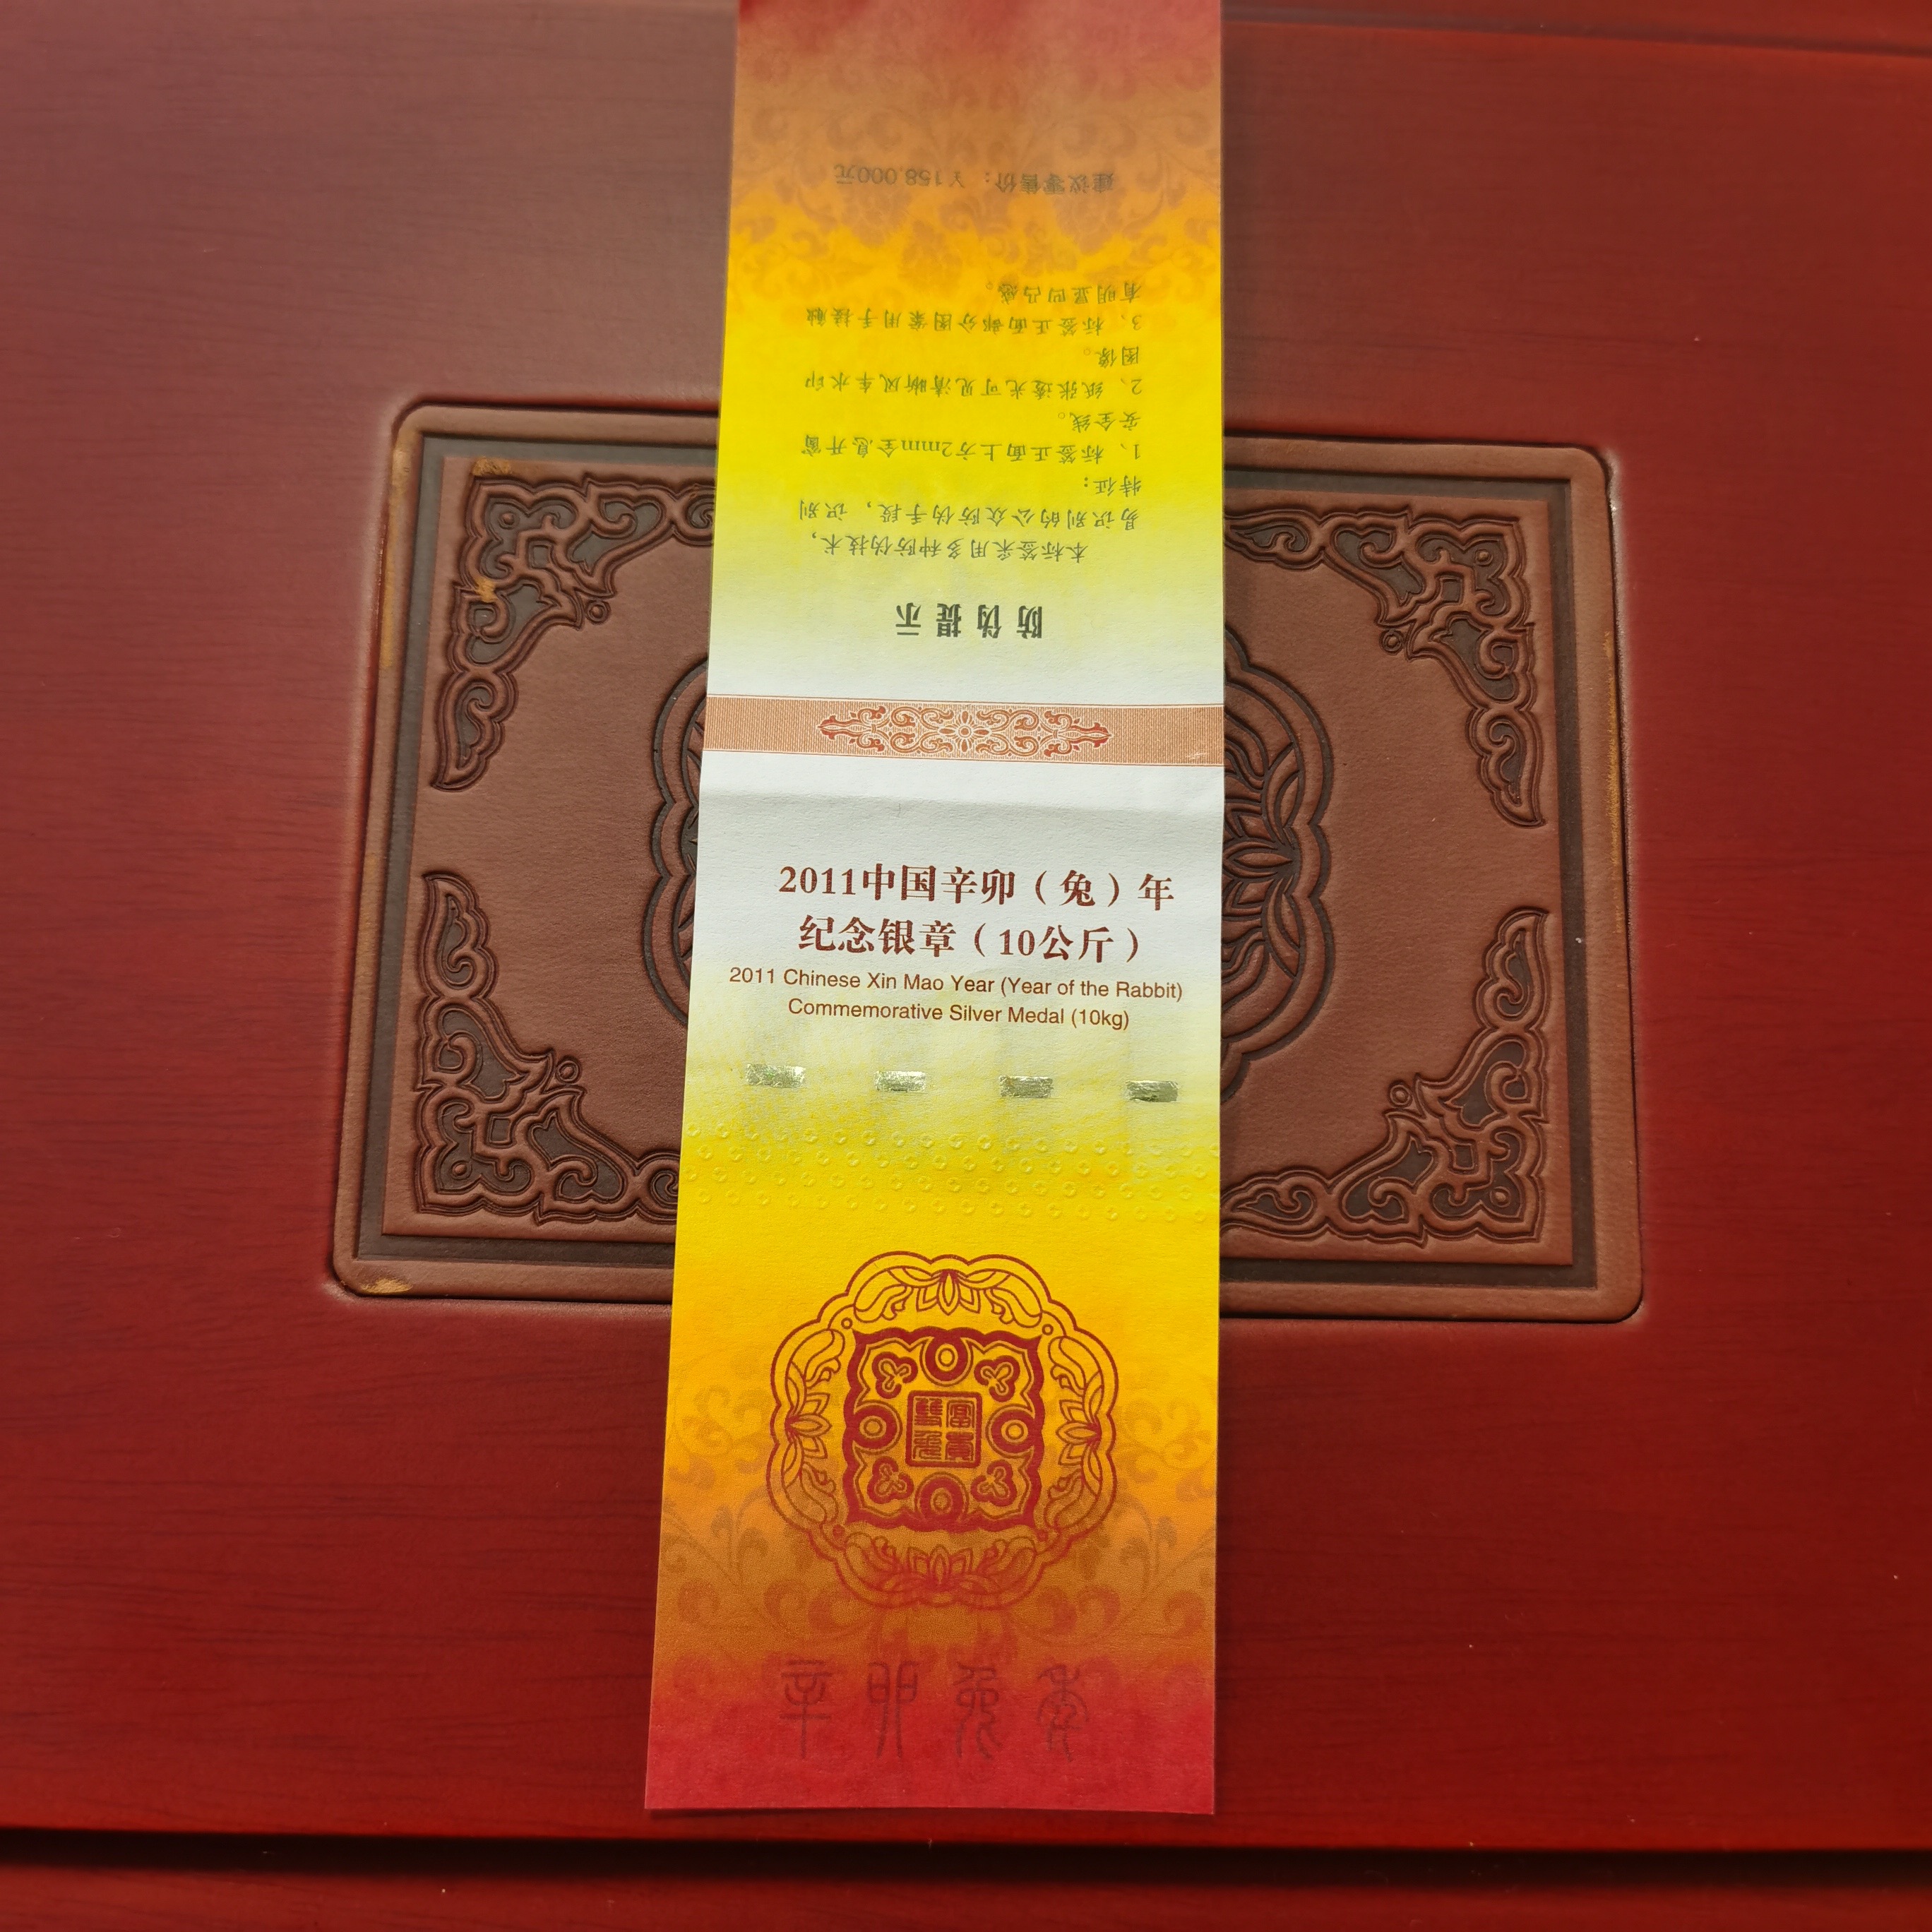 建议零售价：￥158,000元
防伪提示
本标签采用多种防伪技术，
易识别的公众防伪手段，识别
特征：
1、标签正面上方2mm全息开窗
安全线。
2、纸张透光可见清晰风车水印
图像。
3、标签正面部分图案用手接触
有明显凹凸感。
2011中国辛卯（兔）年
纪念银章（10公斤）
2011 Chinese Xin Mao Year (Year of the Rabbit)
Commemorative Silver Medal (10kg)
辛卯兔年